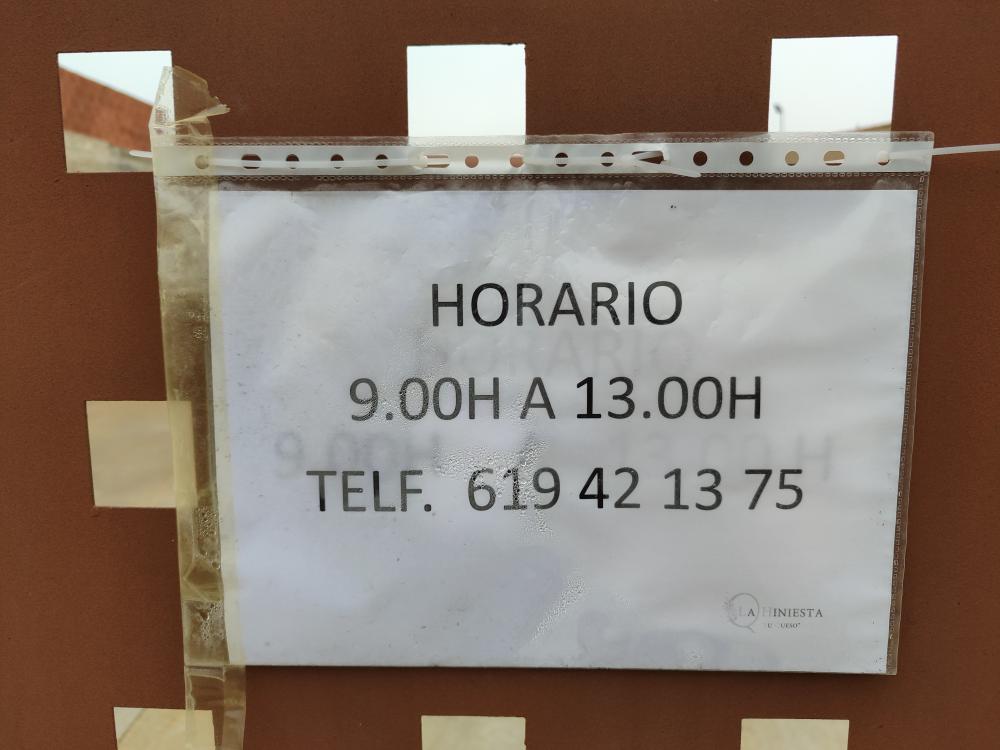 HORARIO
9.00H A 13.00H
TELF. 619 42 13 75
LA HINIESTA